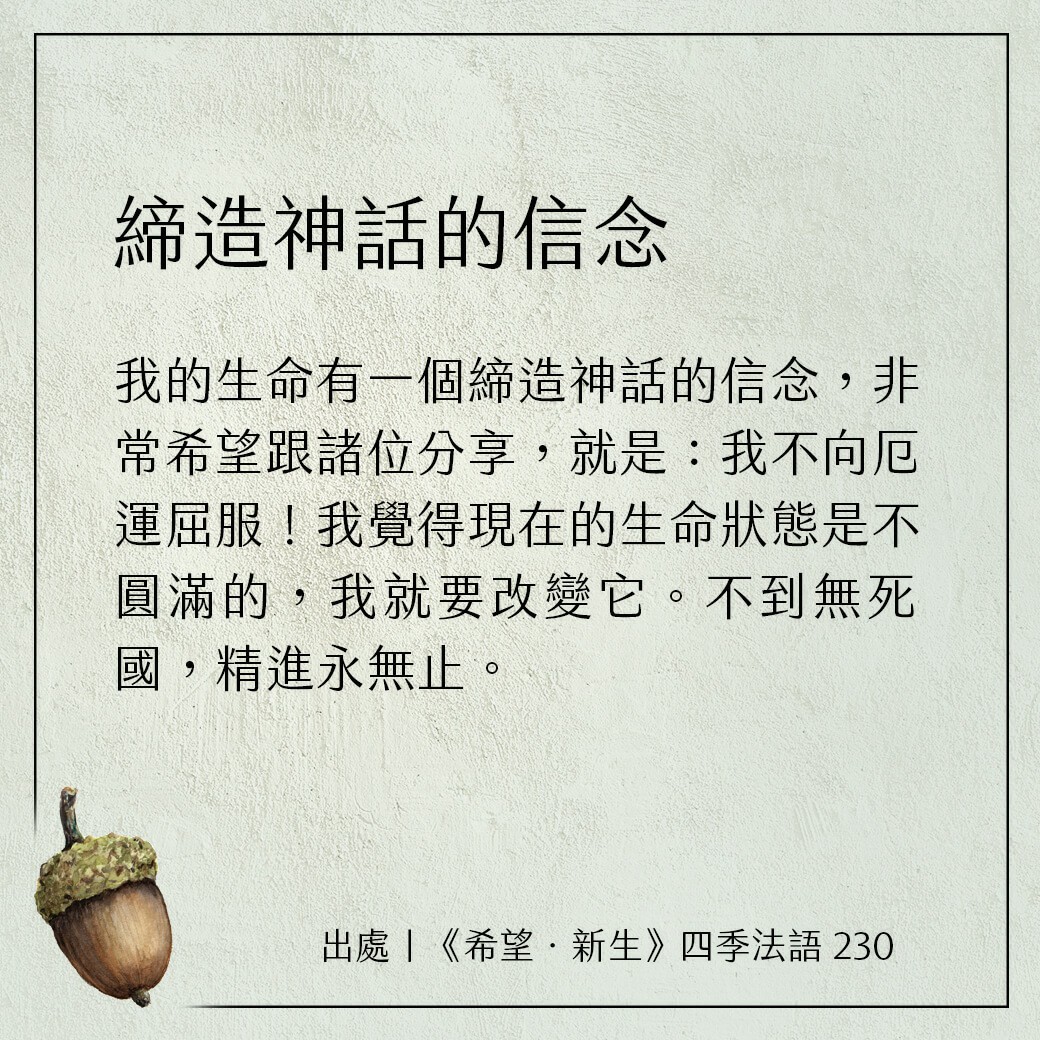 締造神話的信念
我的生命有一個締造神話的信念，非
常希望跟諸位分享，就是：我不向厄
運屈服！我覺得現在的生命狀態是不
圓滿的，我就要改變它。不到無死
國，精進永無止。
出處｜《希望．新生》四季法語 230